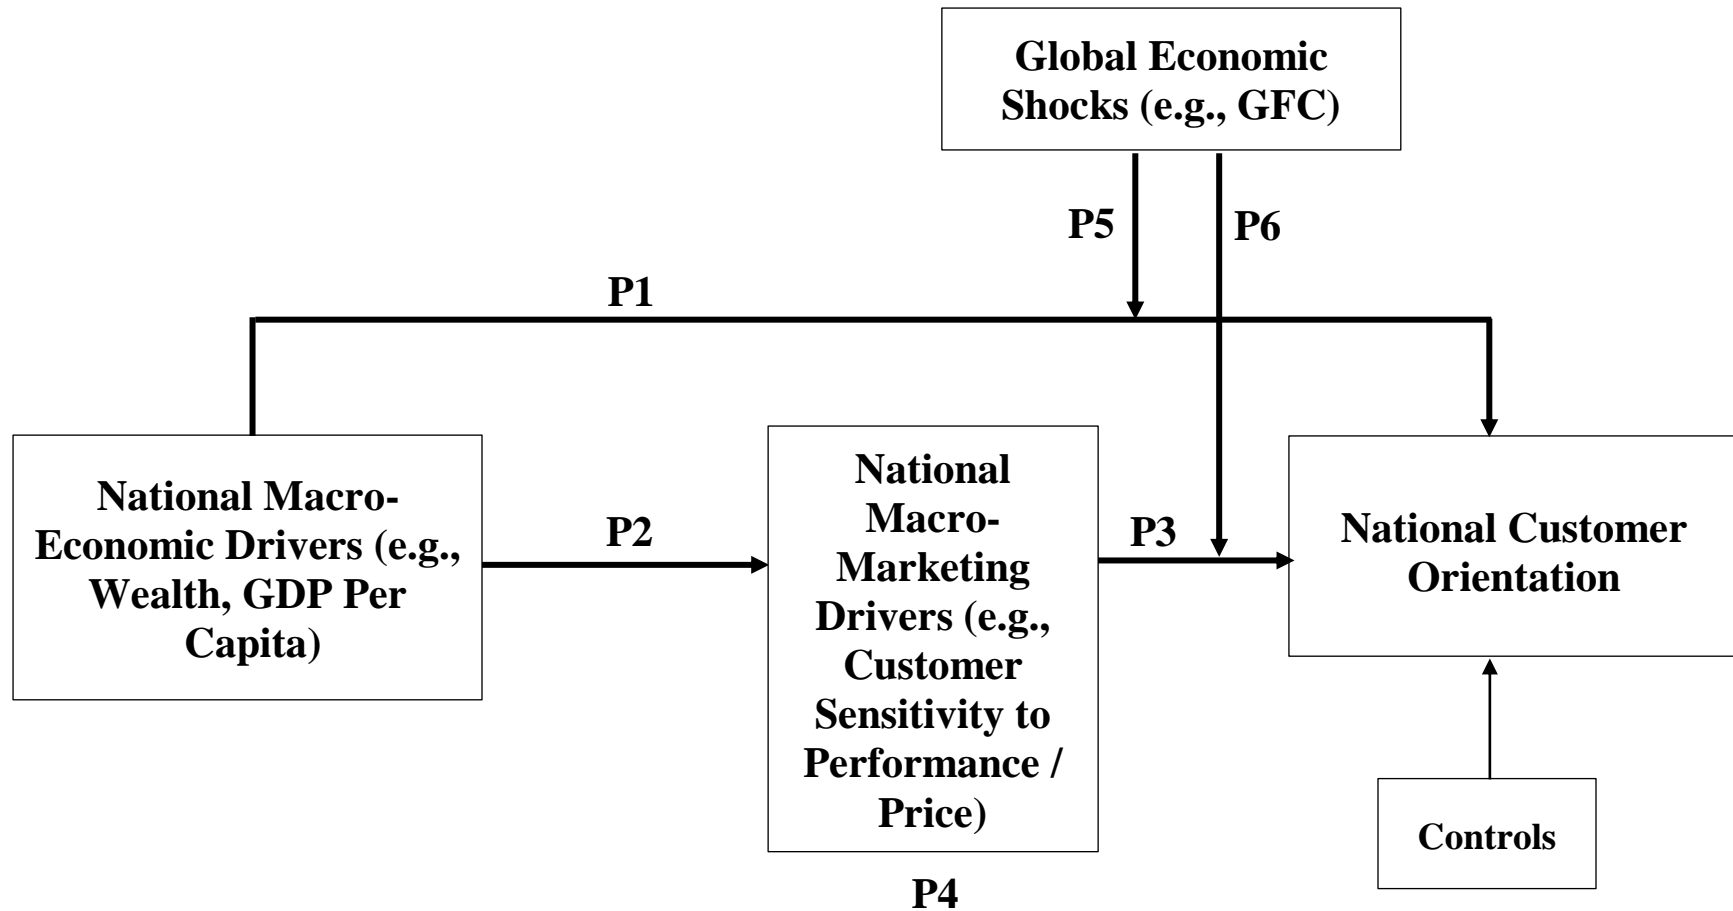 Global Economic
Shocks (e.g., GFC)
P5
P6
P1
National Macro-
Economic Drivers (e.g.,
Wealth, GDP Per
Capita)
P2
National
Macro-
Marketing
Drivers (e.g.,
Customer
Sensitivity to
Performance /
Price)
P4
P3
National Customer
Orientation
Controls